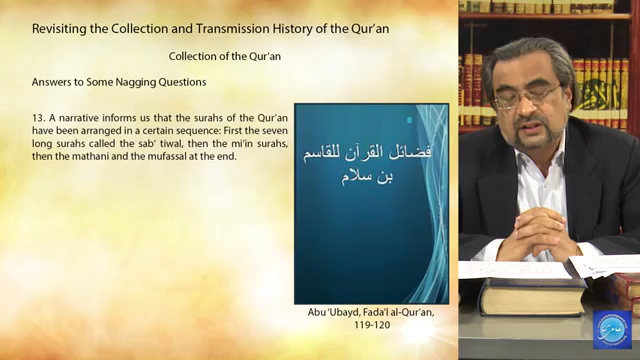 Revisiting the Collection and Transmission History of the Qur’an
Collection of the Qur’an
Answers to Some Nagging Questions
13. A narrative informs us that the surahs of the Qur’an
have been arranged in a certain sequence: First the seven
long surahs called the sab‘ tiwal, then the mi’in surahs,
then the mathani and the mufassal at the end.
فضائل القرآن للقاسم
بن سلام
Abu ‘Ubayd, Fada’l al-Qur’an,
119-120